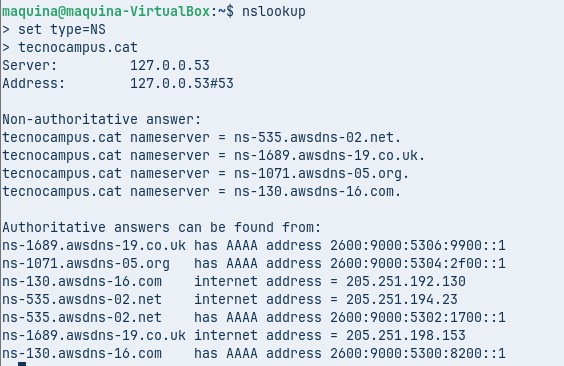 maquina@maquina-VirtualBox:~$ nslookup
> set type=NS
> tecnocampus.cat
Server:         127.0.0.53
Address:        127.0.0.53#53

Non-authoritative answer:
tecnocampus.cat nameserver = ns-535.awsdns-02.net.
tecnocampus.cat nameserver = ns-1689.awsdns-19.co.uk.
tecnocampus.cat nameserver = ns-1071.awsdns-05.org.
tecnocampus.cat nameserver = ns-130.awsdns-16.com.

Authoritative answers can be found from:
ns-1689.awsdns-19.co.uk has AAAA address 2600:9000:5306:9900::1
ns-1071.awsdns-05.org   has AAAA address 2600:9000:5304:2f00::1
ns-130.awsdns-16.com    internet address = 205.251.192.130
ns-535.awsdns-02.net    internet address = 205.251.194.23
ns-535.awsdns-02.net    has AAAA address 2600:9000:5302:1700::1
ns-1689.awsdns-19.co.uk internet address = 205.251.198.153
ns-130.awsdns-16.com    has AAAA address 2600:9000:5300:8200::1